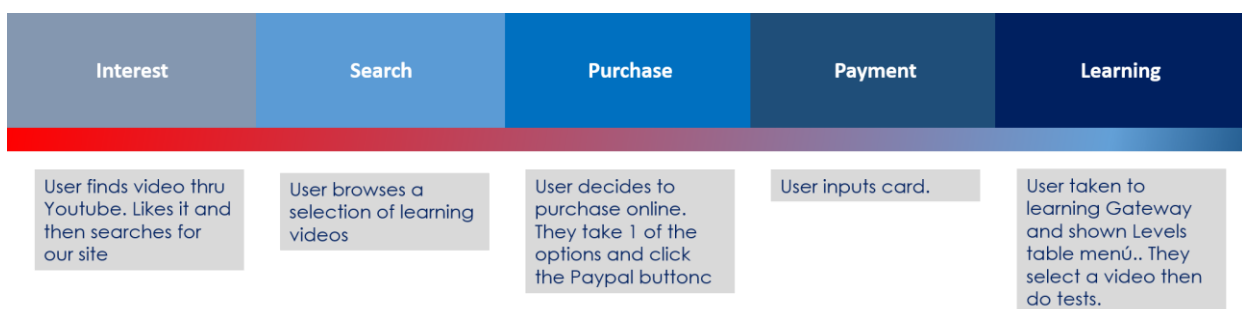 Interest
Search
Purchase
Payment
Learning
User finds video thru
Youtube. Likes it and
then searches for
our site
User browses a
selection of learning
videos
User decides to
purchase online.
They take 1 of the
options and click
the Paypal buttonc
User inputs card.
User taken to
learning Gateway
and shown Levels
table menú.. They
select a video then
do tests.